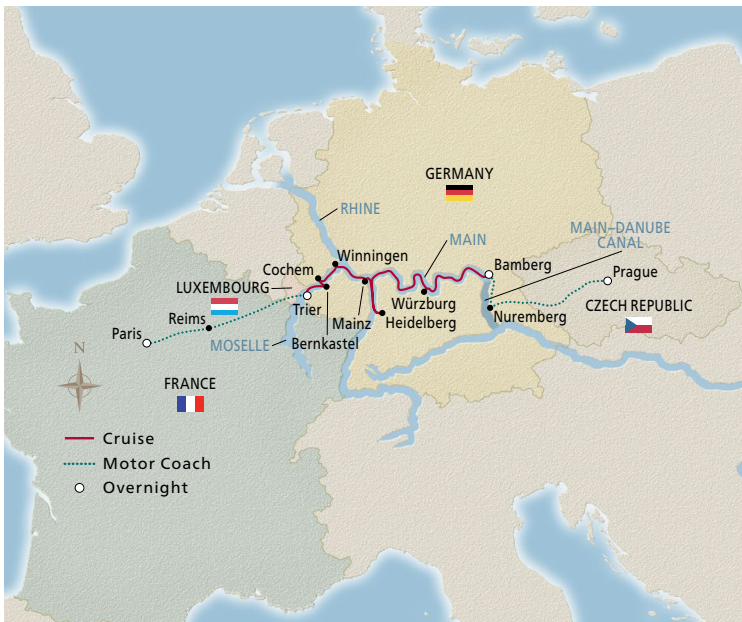 GERMANY
RHINE
MAIN–DANUBE
CANAL
MAIN
Winningen
Bamberg
Cochem
Prague
LUXEMBOURG
Trier
Mainz
Würzburg
CZECH REPUBLIC
Reims
Heidelberg
Nuremberg
Paris
MOSELLE
Bernkastel
N
FRANCE
Cruise
Motor Coach
Overnight